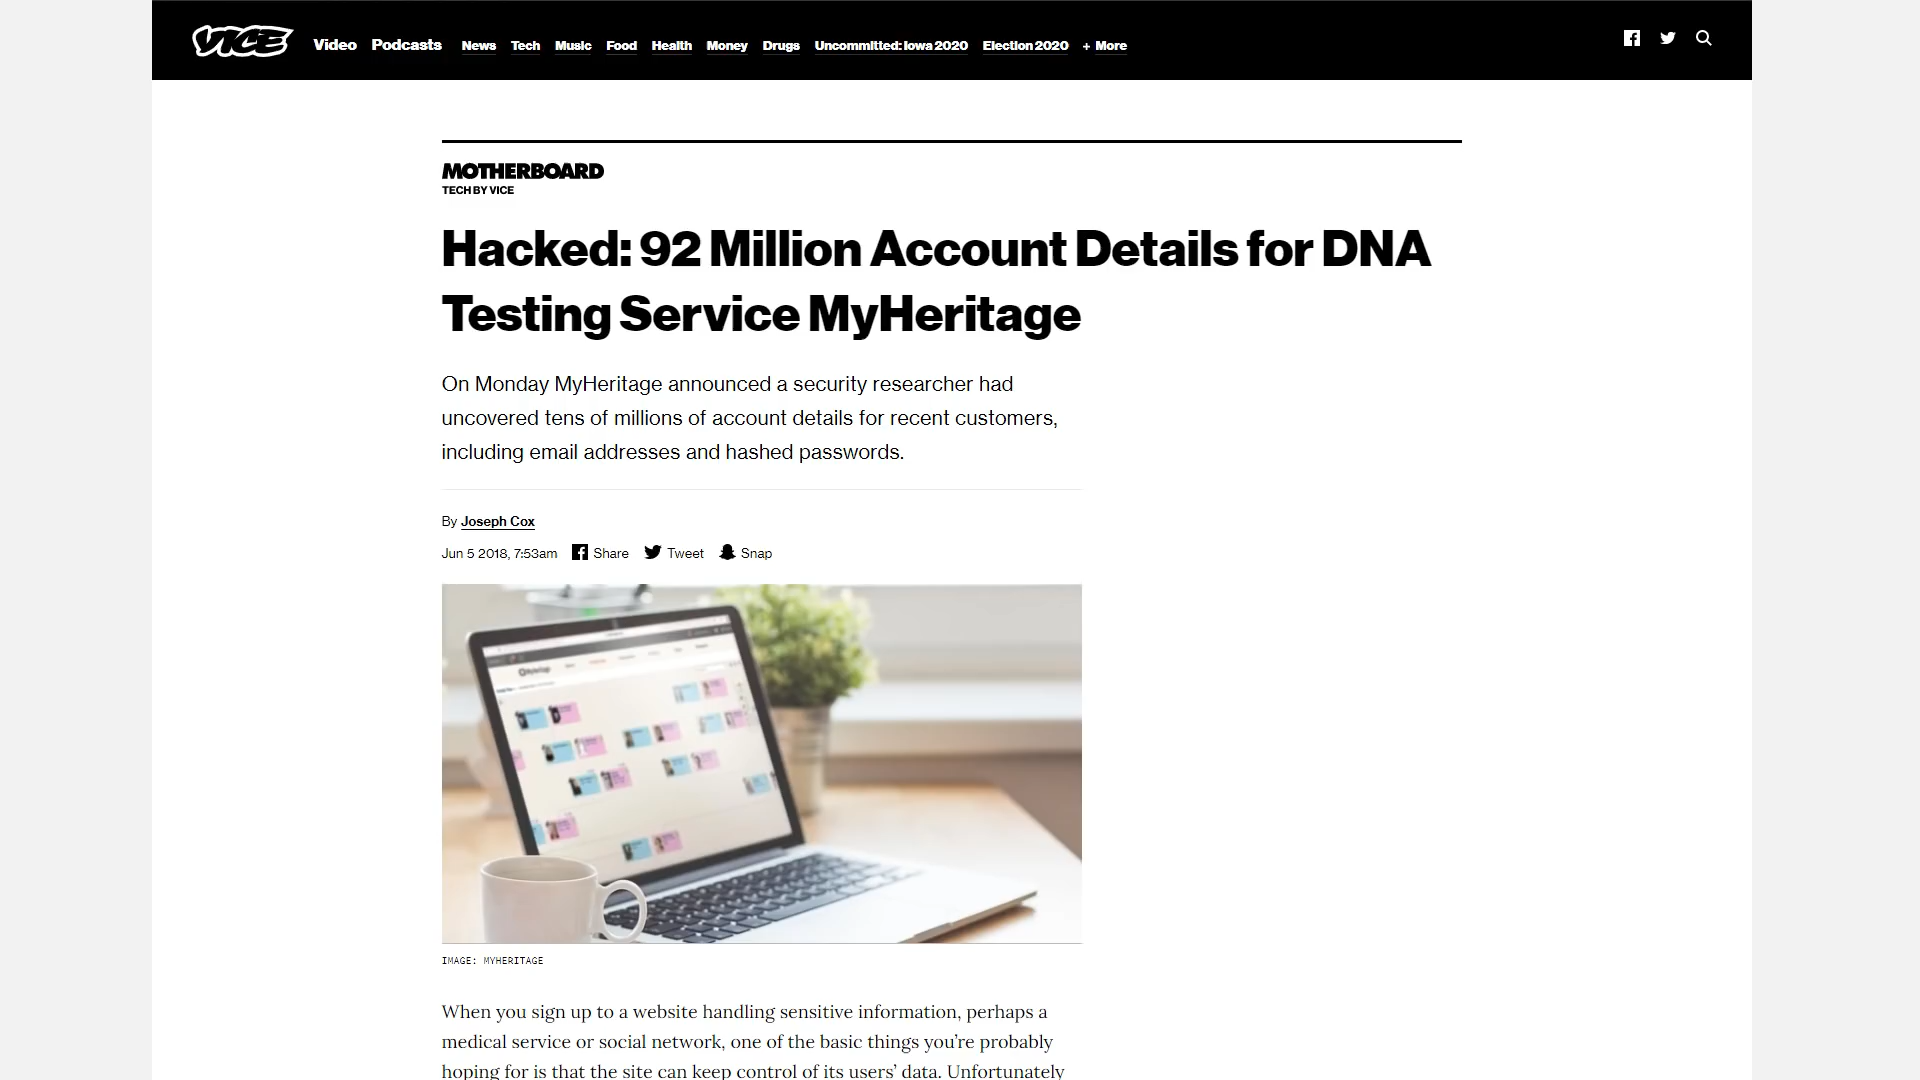 VICE Video Podcasts News Tech Music Food Health Money Drugs Uncommitted: Iowa 2020 Election 2020 + More
MOTHERBOARD
TECH BY VICE
Hacked: 92 Million Account Details for DNA
Testing Service MyHeritage
On Monday MyHeritage announced a security researcher had
uncovered tens of millions of account details for recent customers,
including email addresses and hashed passwords.
By Joseph Cox
Jun 5 2018, 7:53am Share Tweet Snap
IMAGE: MYHERITAGE
When you sign up to a website handling sensitive information, perhaps a
medical service or social network, one of the basic things you’re probably
hoping for is that the site can keep control of its users’ data. Unfortunately